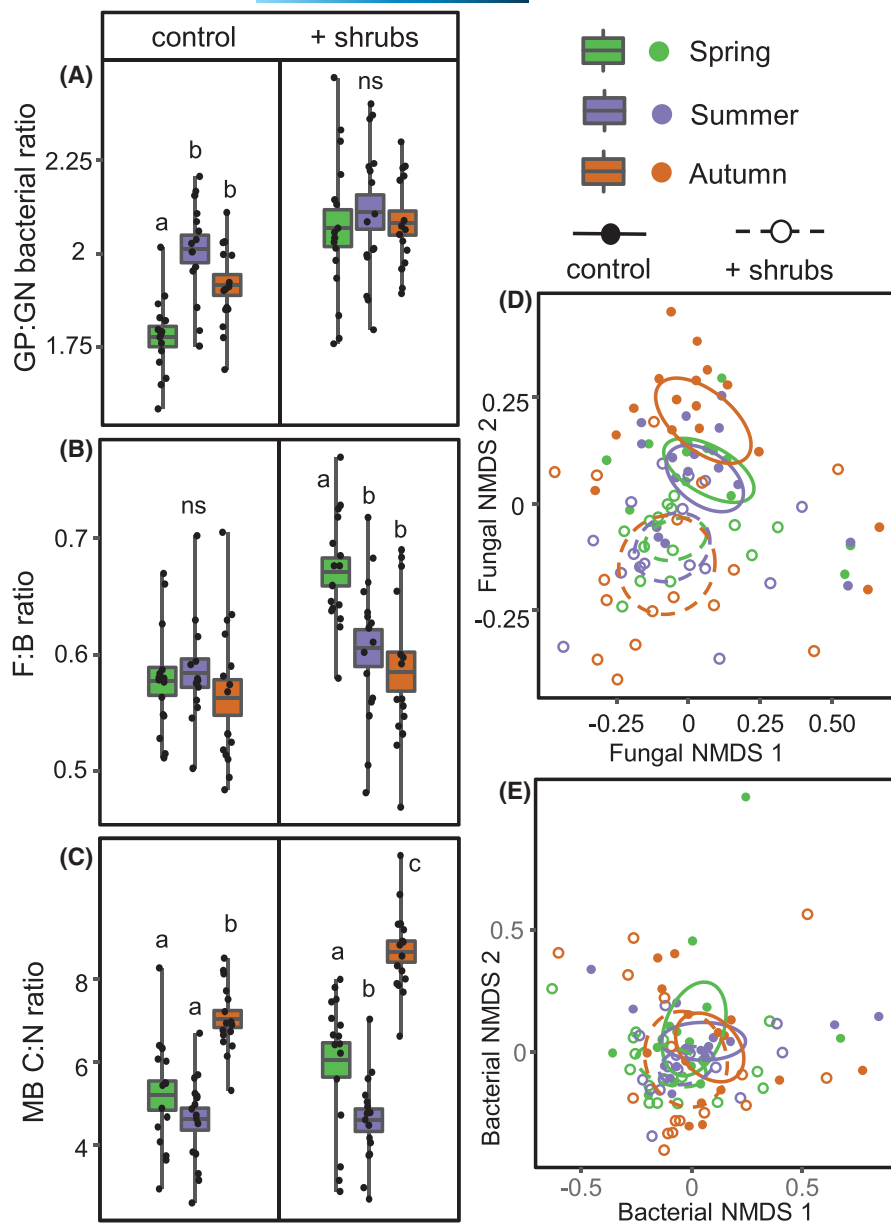 control + shrubs
(A)
GP:GN bacterial ratio
2.25
2
1.75
a
b
b
ns
(B)
F:B ratio
0.7
0.6
0.5
ns
a
b
b
(C)
MB C:N ratio
8
6
4
a
a
b
a
b
c
Spring
Summer
Autumn
control + shrubs
(D)
Fungal NMDS 2
0.25
0
-0.25
-0.25 0 0.25 0.50
Fungal NMDS 1
(E)
Bacterial NMDS 2
0.5
0
-0.5 0 0.5
Bacterial NMDS 1